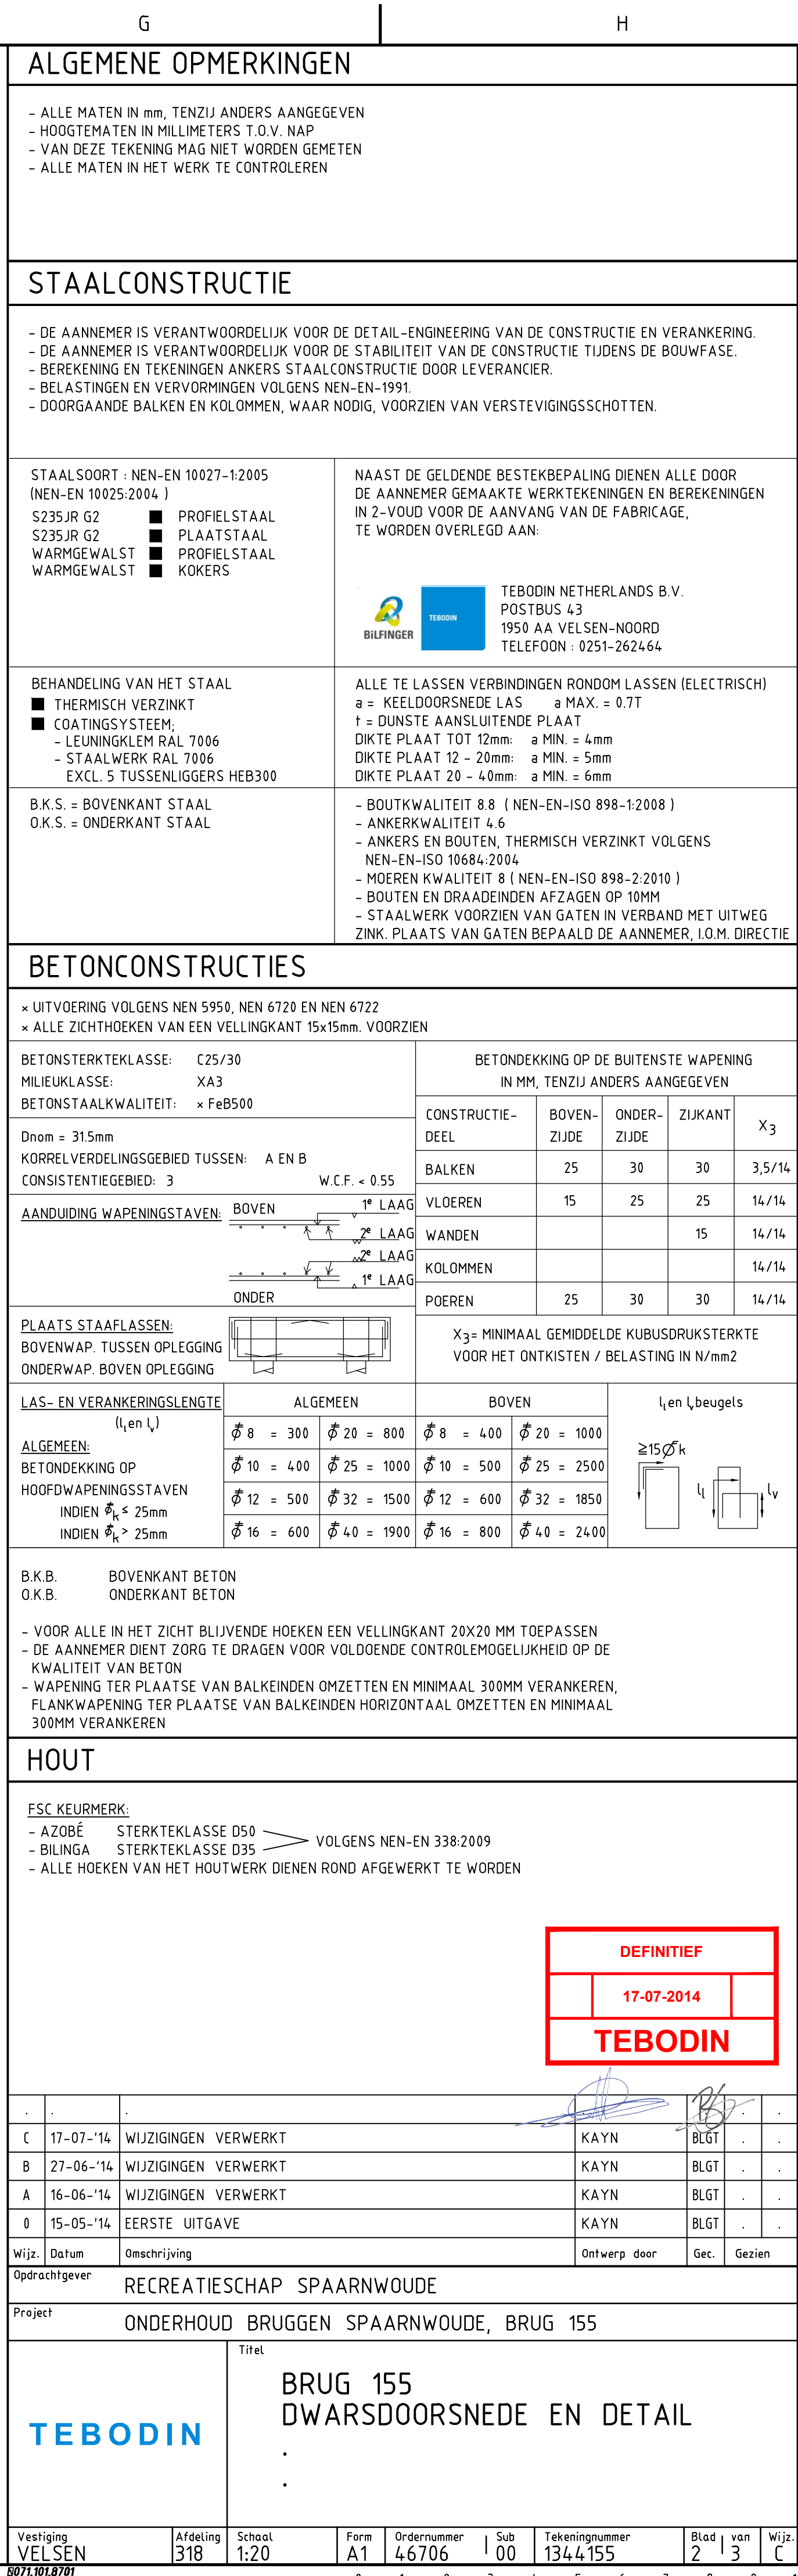 G H
ALGEMENE OPMERKINGEN
- ALLE MATEN IN mm, TENZIJ ANDERS AANGEGEVEN
- HOOGTEMATEN IN MILLIMETERS T.O.V. NAP
- VAN DEZE TEKENING MAG NIET WORDEN GEMETEN
- ALLE MATEN IN HET WERK TE CONTROLEREN
STAALCONSTRUCTIE
- DE AANNEMER IS VERANTWOORDELIJK VOOR DE DETAIL-ENGINEERING VAN DE CONSTRUCTIE EN VERANKERING.
- DE AANNEMER IS VERANTWOORDELIJK VOOR DE STABILITEIT VAN DE CONSTRUCTIE TIJDENS DE BOUWFASE.
- BEREKENING EN TEKENINGEN ANKERS STAALCONSTRUCTIE DOOR LEVERANCIER.
- BELASTINGEN EN VERVORMINGEN VOLGENS NEN-EN-1991.
- DOORGAANDE BALKEN EN KOLOMMEN, WAAR NODIG, VOORZIEN VAN VERSTEVIGINGSSCHOTTEN.
STAALSOORT : NEN-EN 10027-1:2005
(NEN-EN 10025:2004 )
S235JR G2 ■ PROFIELSTAAL
S235JR G2 ■ PLAATSTAAL
WARMGEWALST ■ PROFIELSTAAL
WARMGEWALST ■ KOKERS
NAAST DE GELDENDE BESTEKBEPALING DIENEN ALLE DOOR
DE AANNEMER GEMAAKTE WERKTEKENINGEN EN BEREKENINGEN
IN 2-VOUD VOOR DE AANVANG VAN DE FABRICAGE,
TE WORDEN OVERLEGD AAN:
BiLFINGER
TEBODIN
TEBODIN NETHERLANDS B.V.
POSTBUS 43
1950 AA VELSEN-NOORD
TELEFOON : 0251-262464
BEHANDELING VAN HET STAAL
■ THERMISCH VERZINKT
■ COATINGSYSTEEM;
- LEUNINGKLEM RAL 7006
- STAALWERK RAL 7006
EXCL. 5 TUSSENLIGGERS HEB300
ALLE TE LASSEN VERBINDINGEN RONDOM LASSEN (ELECTRISCH)
a = KEELDOORSNEDE LAS a MAX. = 0.7T
t = DUNSTE AANSLUITENDE PLAAT
DIKTE PLAAT TOT 12mm: a MIN. = 4mm
DIKTE PLAAT 12 - 20mm: a MIN. = 5mm
DIKTE PLAAT 20 - 40mm: a MIN. = 6mm
B.K.S. = BOVENKANT STAAL
O.K.S. = ONDERKANT STAAL
- BOUTKWALITEIT 8.8 ( NEN-EN-ISO 898-1:2008 )
- ANKERKWALITEIT 4.6
- ANKERS EN BOUTEN, THERMISCH VERZINKT VOLGENS
NEN-EN-ISO 10684:2004
- MOEREN KWALITEIT 8 ( NEN-EN-ISO 898-2:2010 )
- BOUTEN EN DRAADEINDEN AFZAGEN OP 10MM
- STAALWERK VOORZIEN VAN GATEN IN VERBAND MET UITWEG
ZINK. PLAATS VAN GATEN BEPAALD DE AANNEMER, I.O.M. DIRECTIE
BETONCONSTRUCTIES
× UITVOERING VOLGENS NEN 5950, NEN 6720 EN NEN 6722
× ALLE ZICHTHOEKEN VAN EEN VELLINGKANT 15x15mm. VOORZIEN
BETONSTERKTEKLASSE: C25/30
MILIEUKLASSE: XA3
BETONSTAALKWALITEIT: × FeB500
Dnom = 31.5mm
KORRELVERDELINGSGEBIED TUSSEN: A EN B
CONSISTENTIEGEBIED: 3 W.C.F. < 0.55
AANDUIDING WAPENINGSTAVEN: BOVEN 1e LAAG
2e LAAG
2e LAAG
1e LAAG
ONDER
PLAATS STAAFLASSEN:
BOVENWAP. TUSSEN OPLEGGING
ONDERWAP. BOVEN OPLEGGING
BETONDEKKING OP DE BUITENSTE WAPENING
IN MM, TENZIJ ANDERS AANGEGEVEN
CONSTRUCTIE- BOVEN- ONDER- ZIJKANT X3
DEEL ZIJDE ZIJDE
BALKEN 25 30 30 3,5/14
VLOEREN 15 25 25 14/14
WANDEN 15 14/14
KOLOMMEN 14/14
POEREN 25 30 30 14/14
X3= MINIMAAL GEMIDDELDE KUBUSDRUKSTERKTE
VOOR HET ONTKISTEN / BELASTING IN N/mm2
LAS- EN VERANKERINGSLENGTE ALGEMEEN BOVEN ll en lv beugels
(ll en lv)
ALGEMEEN:
BETONDEKKING OP
HOOFDWAPENINGSSTAVEN
INDIEN Øk ≤ 25mm
INDIEN Øk > 25mm
Ø 8 = 300 Ø 20 = 800 Ø 8 = 400 Ø 20 = 1000
Ø 10 = 400 Ø 25 = 1000 Ø 10 = 500 Ø 25 = 2500
Ø 12 = 500 Ø 32 = 1500 Ø 12 = 600 Ø 32 = 1850
Ø 16 = 600 Ø 40 = 1900 Ø 16 = 800 Ø 40 = 2400
≧15Øk
ll lv
B.K.B. BOVENKANT BETON
O.K.B. ONDERKANT BETON
- VOOR ALLE IN HET ZICHT BLIJVENDE HOEKEN EEN VELLINGKANT 20X20 MM TOEPASSEN
- DE AANNEMER DIENT ZORG TE DRAGEN VOOR VOLDOENDE CONTROLEMOGELIJKHEID OP DE
KWALITEIT VAN BETON
- WAPENING TER PLAATSE VAN BALKEINDEN OMZETTEN EN MINIMAAL 300MM VERANKEREN,
FLANKWAPENING TER PLAATSE VAN BALKEINDEN HORIZONTAAL OMZETTEN EN MINIMAAL
300MM VERANKEREN
HOUT
FSC KEURMERK:
- AZOBÉ STERKTEKLASSE D50
- BILINGA STERKTEKLASSE D35
VOLGENS NEN-EN 338:2009
- ALLE HOEKEN VAN HET HOUTWERK DIENEN ROND AFGEWERKT TE WORDEN
DEFINITIEF
17-07-2014
TEBODIN
. . . . .
C 17-07-'14 WIJZIGINGEN VERWERKT KAYN BLGT . .
B 27-06-'14 WIJZIGINGEN VERWERKT KAYN BLGT . .
A 16-06-'14 WIJZIGINGEN VERWERKT KAYN BLGT . .
0 15-05-'14 EERSTE UITGAVE KAYN BLGT . .
Wijz. Datum Omschrijving Ontwerp door Gec. Gezien
Opdrachtgever
RECREATIESCHAP SPAARNWOUDE
Project
ONDERHOUD BRUGGEN SPAARNWOUDE, BRUG 155
TEBODIN
Titel
BRUG 155
DWARSDOORSNEDE EN DETAIL
.
.
Vestiging Afdeling Schaal Form Ordernummer Sub Tekeningnummer Blad van Wijz.
VELSEN 318 1:20 A1 46706 00 1344155 2 3 C
071.101.8701